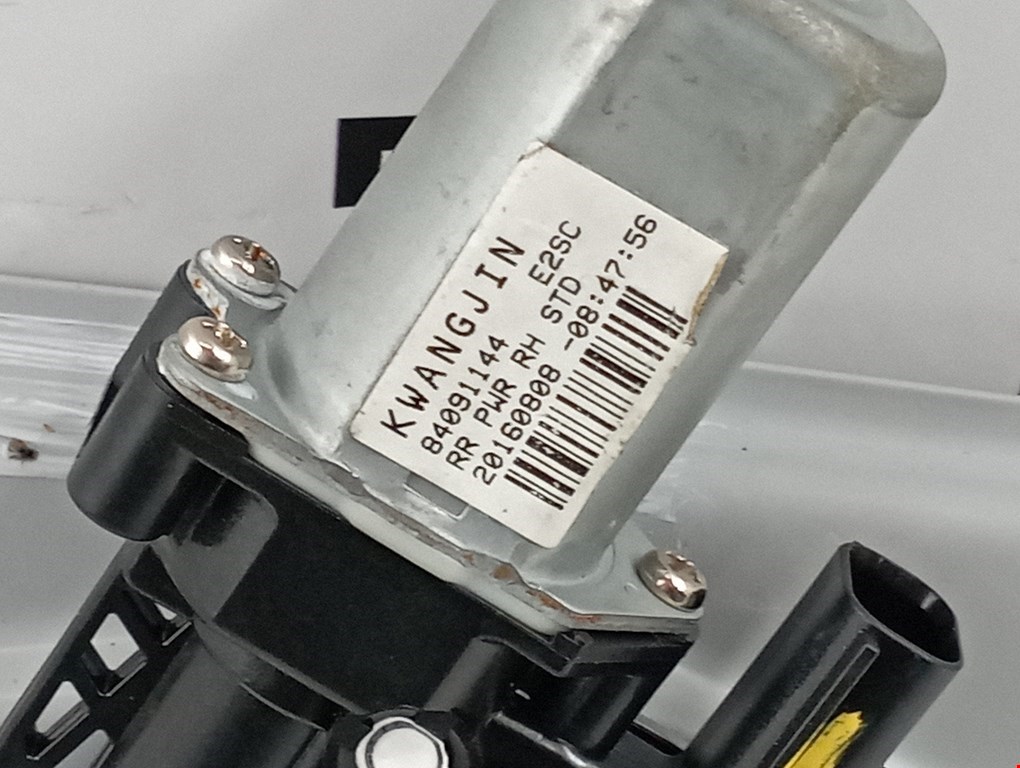 KWANGJIN
84091144 E2SC
RR PWR RH STD
20160808 -08:47:56